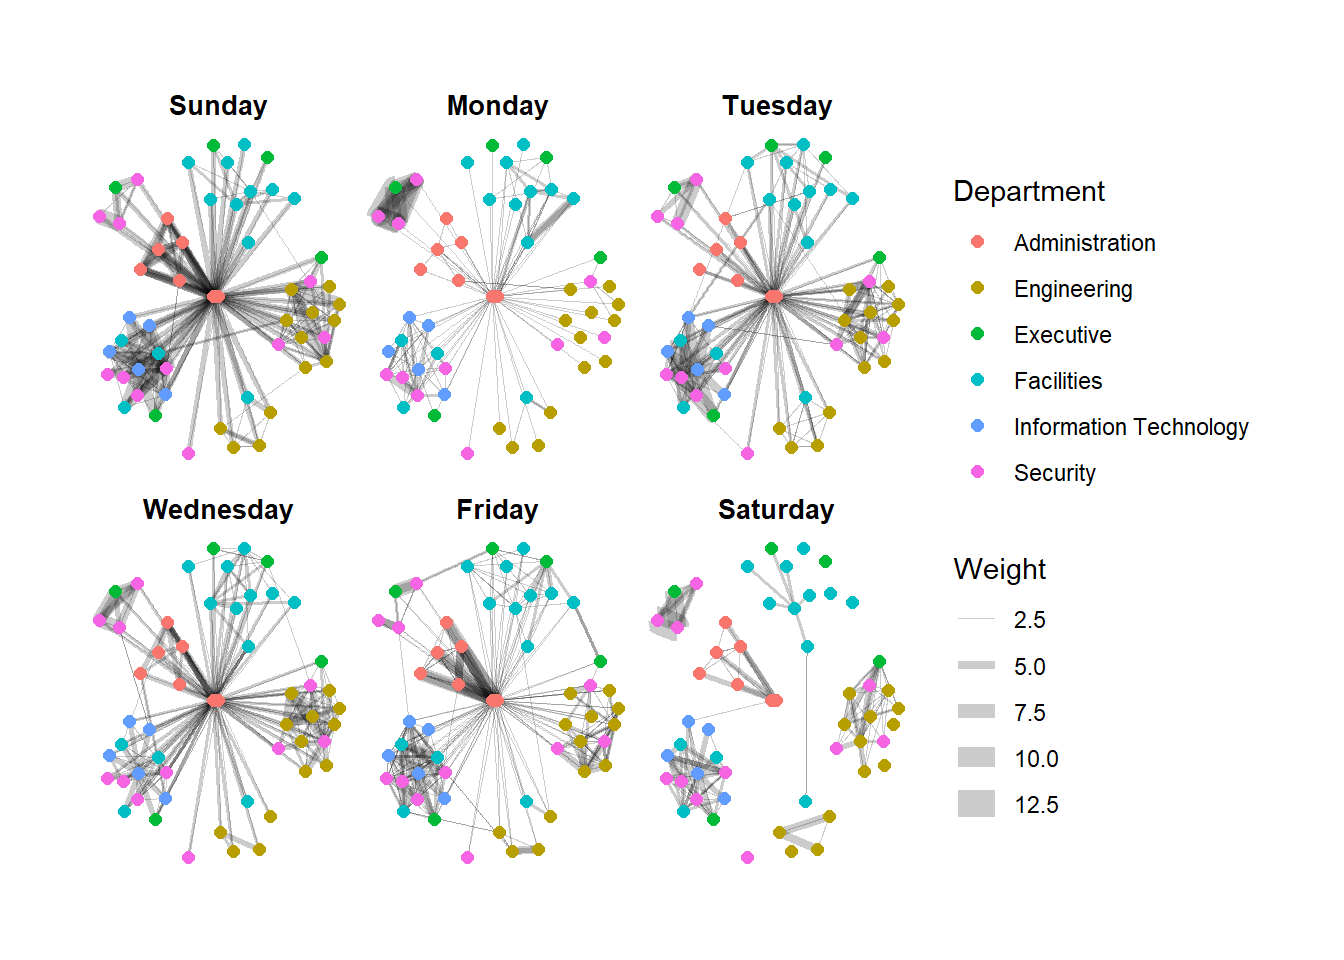 Sunday
Monday
Tuesday
Wednesday
Friday
Saturday
Department
Administration
Engineering
Executive
Facilities
Information Technology
Security
Weight
2.5
5.0
7.5
10.0
12.5